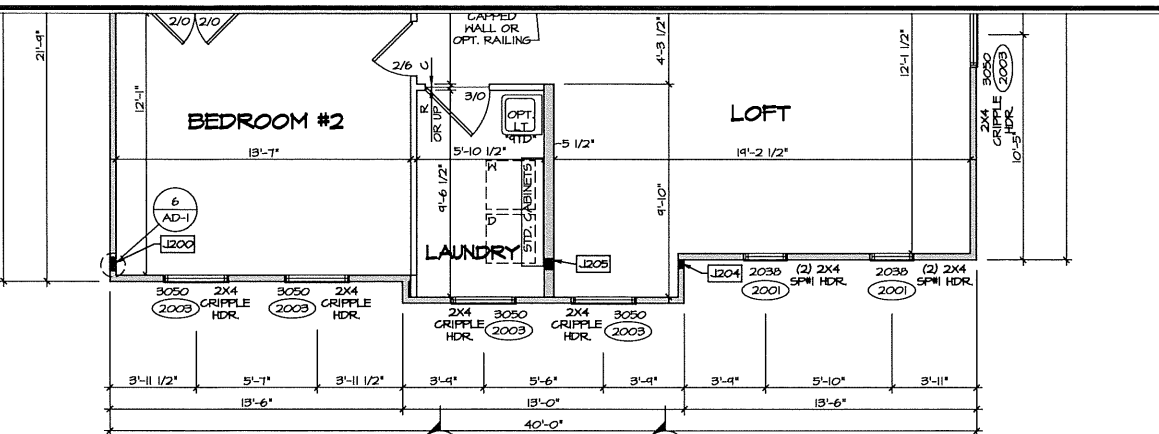 2/0 2/0
CAPPED
WALL OR
OPT. RAILING
21'-9"
12'-1"
2/6
4'-3 1/2"
12'-1 1/2"
3050
2003
2X4
CRIPPLE
HDR.
10'-5"
BEDROOM #2
R
OR UP
3/0
OPT.
LT
LOFT
13'-7"
5'-10 1/2"
5 1/2"
19'-2 1/2"
9'-6 1/2"
W
D
STD. CABINETS
9'-10"
6
AD-1
J200
LAUNDRY
J205
J204
3050
2003
2X4
CRIPPLE
HDR.
3050
2003
2X4
CRIPPLE
HDR.
2X4
CRIPPLE
HDR.
3050
2003
2X4
CRIPPLE
HDR.
3050
2003
2038
2001
(2) 2X4
SP#1 HDR.
2038
2001
(2) 2X4
SP#1 HDR.
3'-11 1/2" 5'-7" 3'-11 1/2" 3'-9" 5'-6" 3'-9" 3'-9" 5'-10" 3'-11"
13'-6" 13'-0" 13'-6"
40'-0"